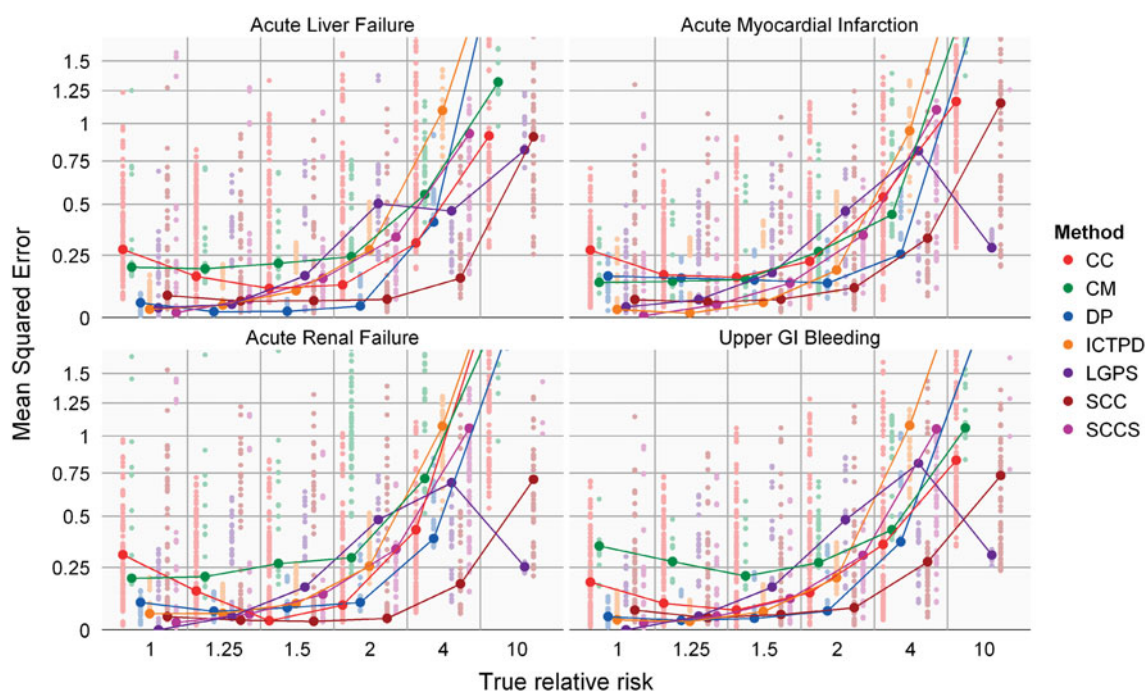 Acute Liver Failure
Acute Myocardial Infarction
1.5
1.25
1
0.75
0.5
0.25
0
Acute Renal Failure
Upper GI Bleeding
1.5
1.25
1
0.75
0.5
0.25
0
Mean Squared Error
1 1.25 1.5 2 4 10
1 1.25 1.5 2 4 10
True relative risk
Method
CC
CM
DP
ICTPD
LGPS
SCC
SCCS